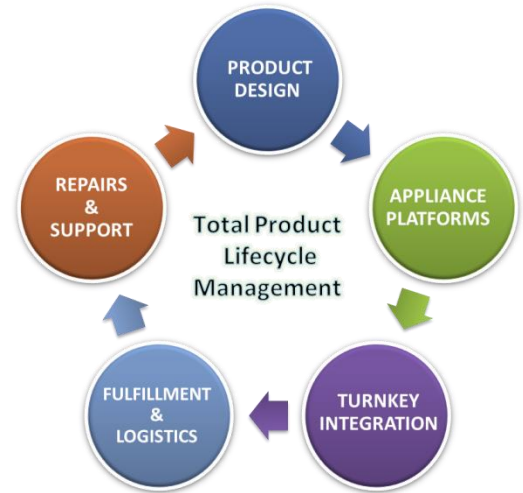 PRODUCT
DESIGN
APPLIANCE
PLATFORMS
TURNKEY
INTEGRATION
FULFILLMENT
&
LOGISTICS
REPAIRS
&
SUPPORT
Total Product
Lifecycle
Management